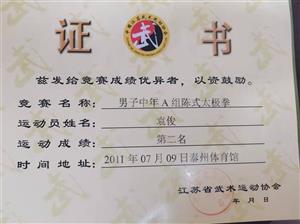 证书
武
兹发给竞赛成绩优异者，以资鼓励。
竞赛名称：男子中年A组陈式太极拳
运动员姓名：袁俊
运动成绩：第二名
时间地址：2011年07月09日泰州体育馆
江苏省武术运动协会
年 月 日